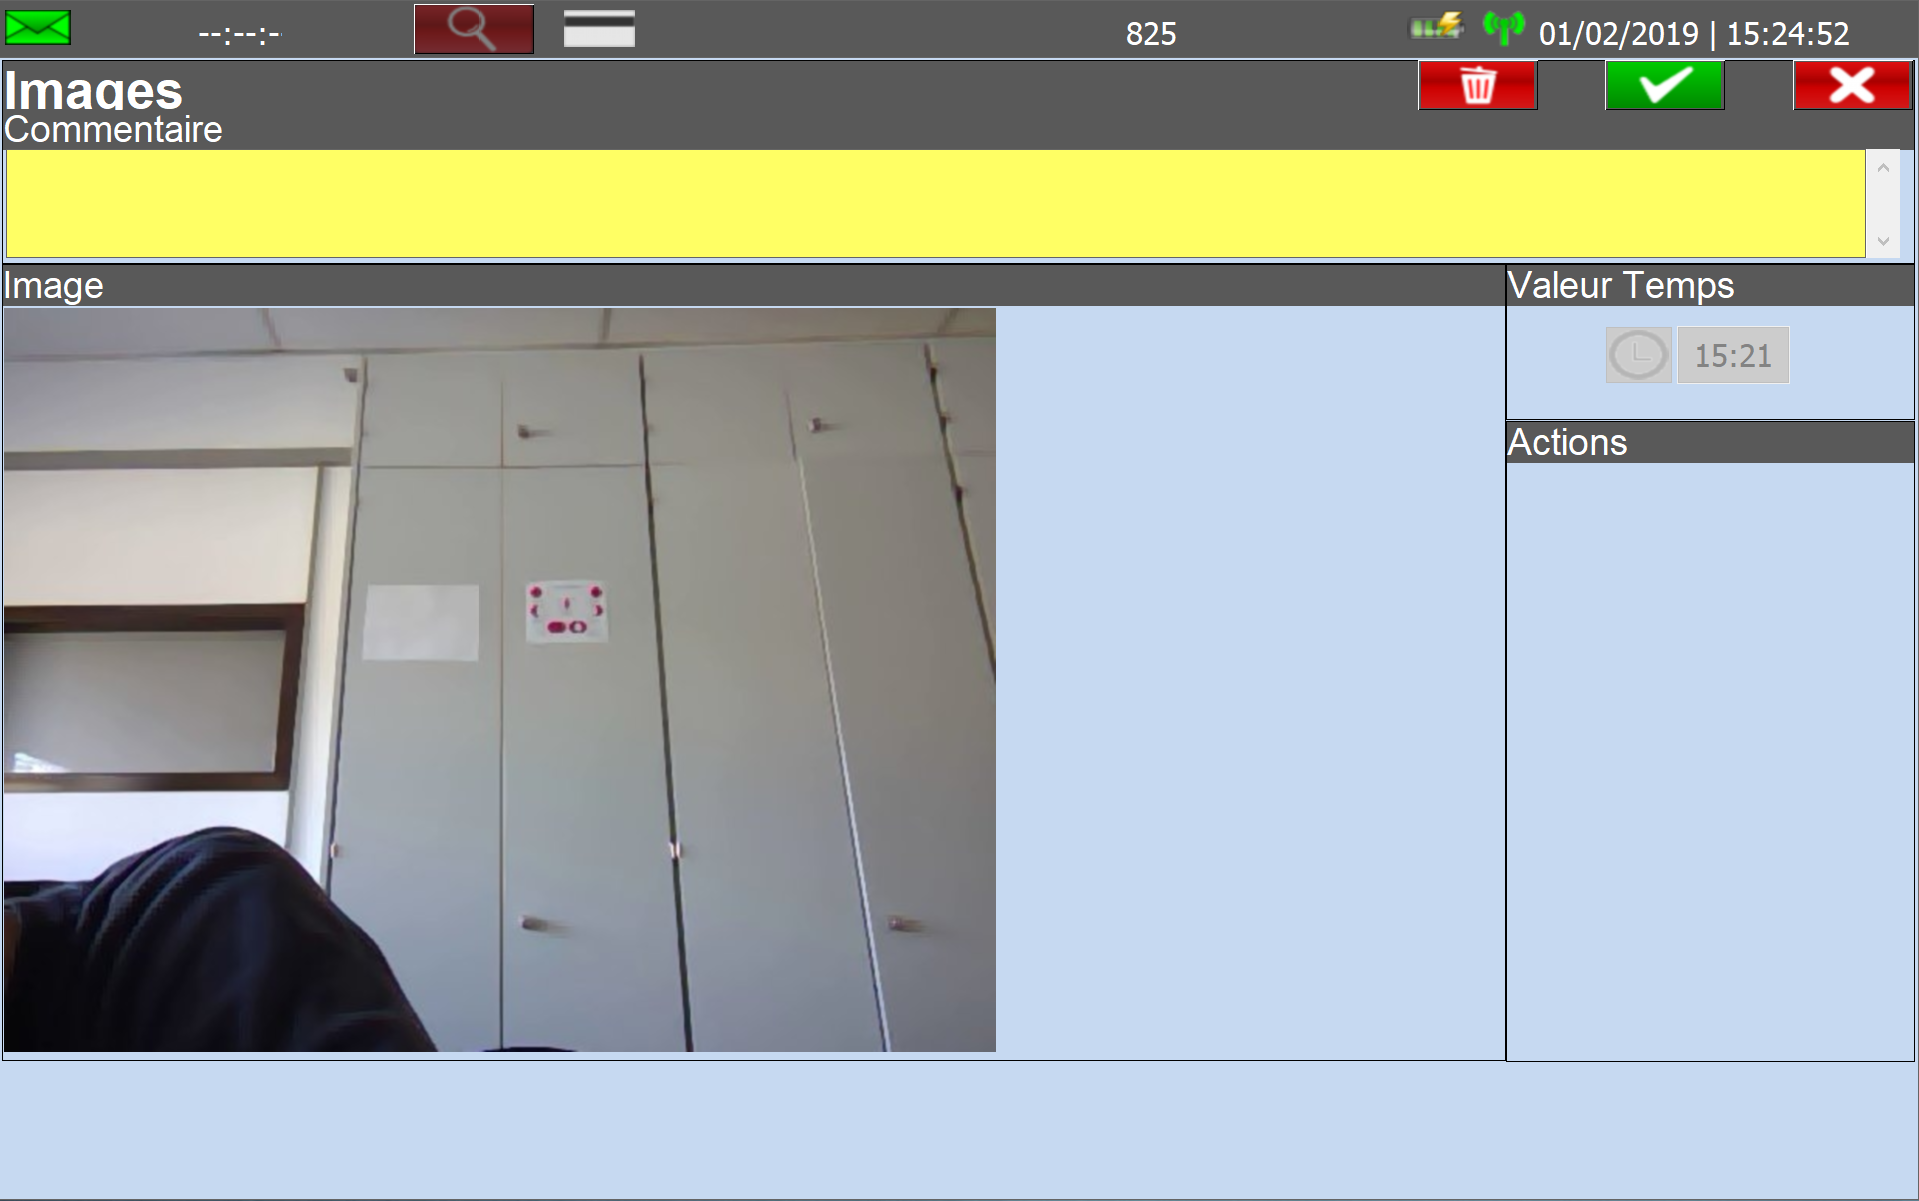 --:--:-
825
01/02/2019 | 15:24:52
Images
Commentaire
Image
Valeur Temps
15:21
Actions